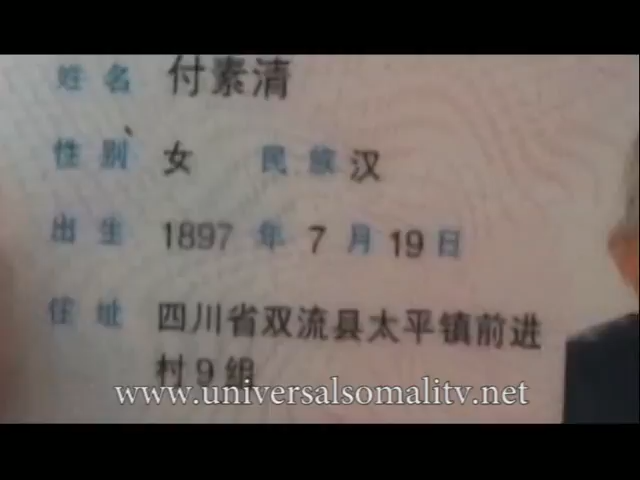 姓名 付素清
性别 女 民族 汉
出生 1897 年 7 月 19 日
住址 四川省双流县太平镇前进
村9组
www.universalsomalitv.net